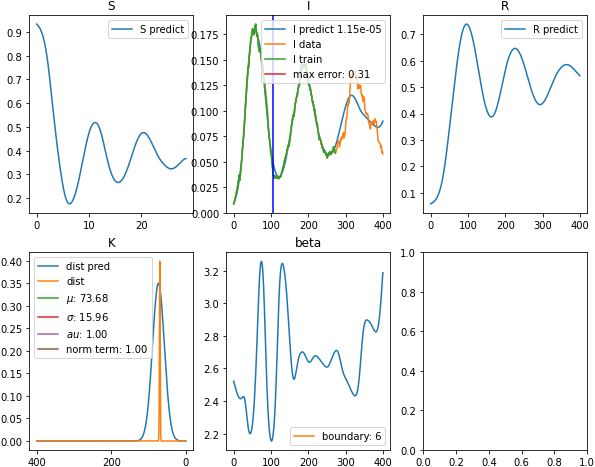 S
S predict
0.9
0.8
0.7
0.6
0.5
0.4
0.3
0.2
0 10 20
I
I predict 1.15e-05
I data
I train
max error: 0.31
0.175
0.150
0.125
0.100
0.075
0.050
0.025
0.000
0 100 200 300 400
R
R predict
0.7
0.6
0.5
0.4
0.3
0.2
0.1
0 100 200 300 400
K
dist pred
dist
μ: 73.68
σ: 15.96
au: 1.00
norm term: 1.00
0.40
0.35
0.30
0.25
0.20
0.15
0.10
0.05
0.00
400 200 0
beta
3.2
3.0
2.8
2.6
2.4
2.2
boundary: 6
0 100 200 300 400
1.0
0.8
0.6
0.4
0.2
0.0
0.0 0.2 0.4 0.6 0.8 1.0